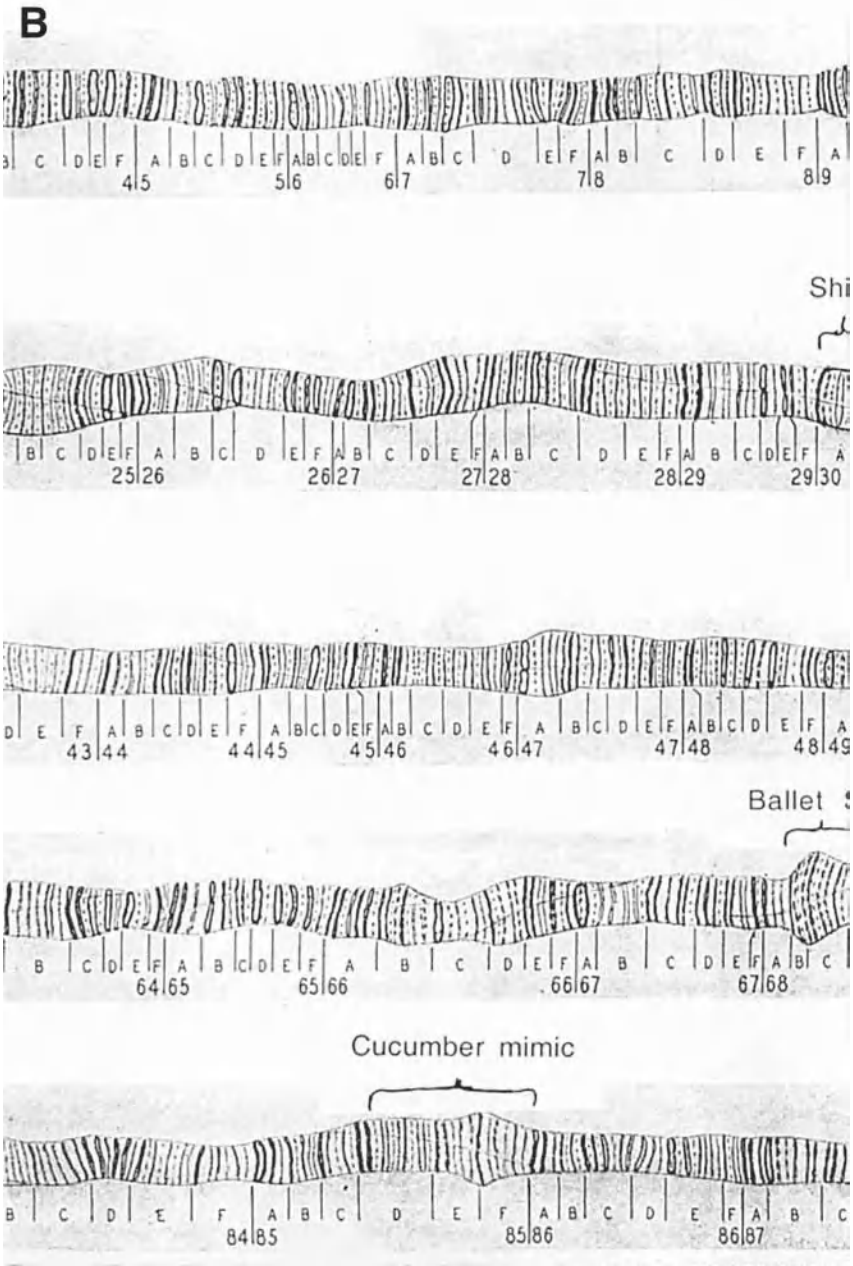 B
B C D E F A B C D E F A B C D E F A B C D E F A B C D E F A
4 5 5 6 6 7 7 8 8 9
Shi
B C D E F A B C D E F A B C D E F A B C D E F A B C D E F A
25 26 26 27 27 28 28 29 29 30
D E F A B C D E F A B C D E F A B C D E F A B C D E F A B C D E F A
43 44 44 45 45 46 46 47 47 48 48 49
Ballet S
B C D E F A B C D E F A B C D E F A B C D E F A B C
64 65 65 66 66 67 67 68
Cucumber mimic
B C D E F A B C D E F A B C D E F A B C
84 85 85 86 86 87